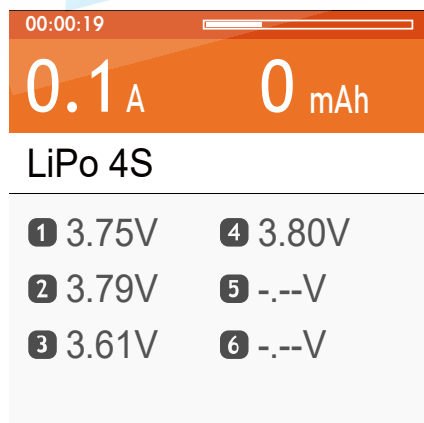 00:00:19
0.1 A 0 mAh
LiPo 4S
1 3.75V 4 3.80V
2 3.79V 5 -.--V
3 3.61V 6 -.--V